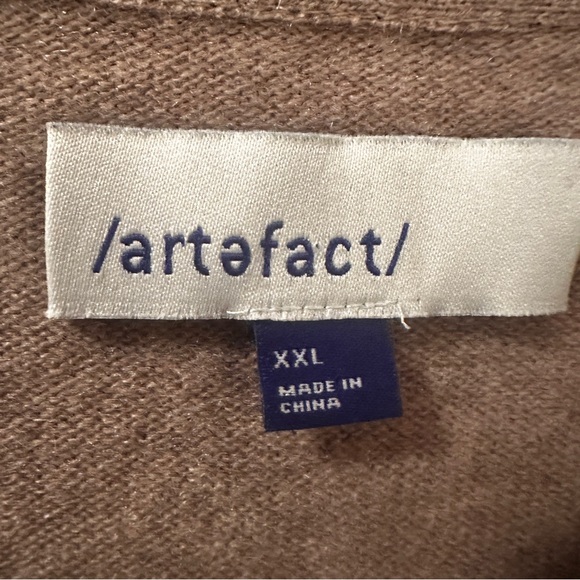 /artəfact/
XXL
MADE IN
CHINA